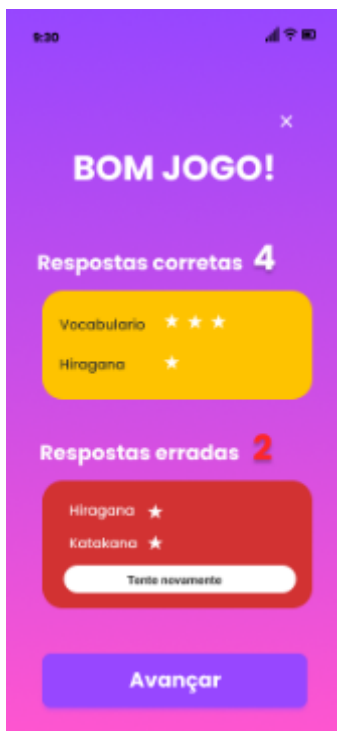 9:30
×
BOM JOGO!
Respostas corretas 4
Vocabulario ★ ★ ★
Hiragana ★
Respostas erradas 2
Hiragana ★
Katakana ★
Tente novamente
Avançar